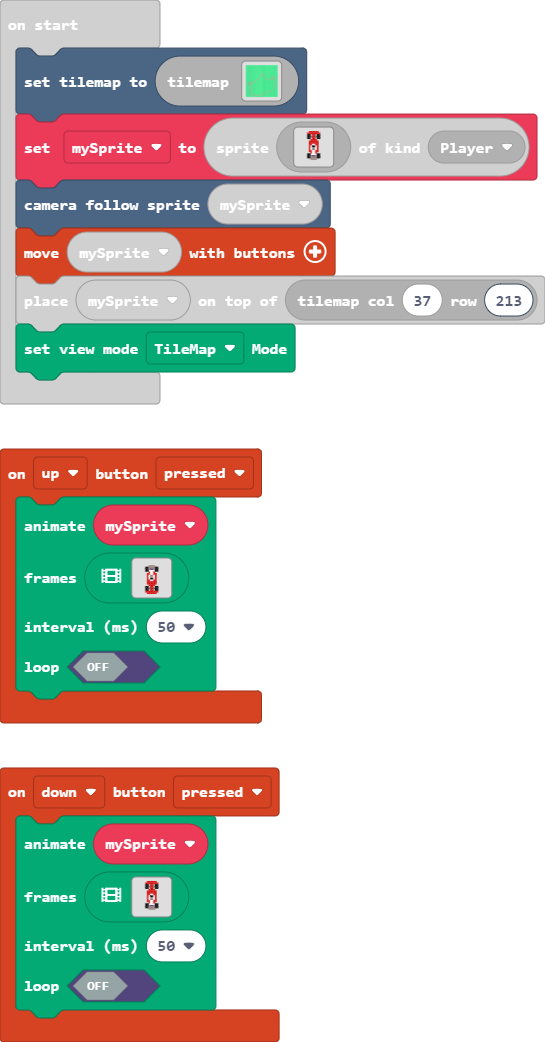 on start
set tilemap to tilemap
set mySprite to sprite of kind Player
camera follow sprite mySprite
move mySprite with buttons
place mySprite on top of tilemap col 37 row 213
set view mode TileMap Mode
on up button pressed
animate mySprite
frames
interval (ms) 50
loop OFF
on down button pressed
animate mySprite
frames
interval (ms) 50
loop OFF